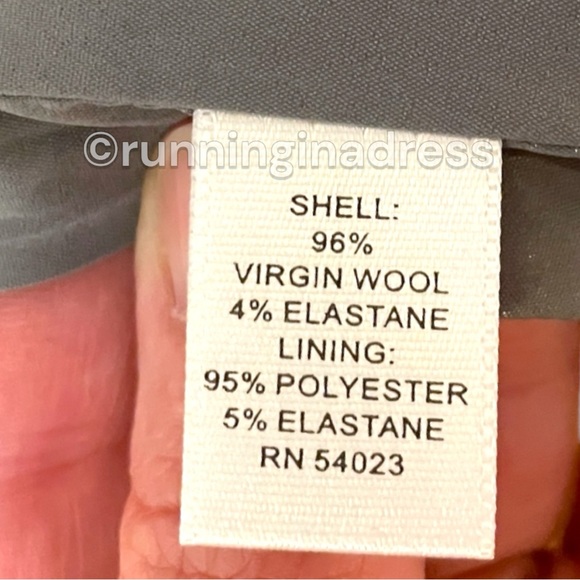 ©runninginadress
SHELL:
96%
VIRGIN WOOL
4% ELASTANE
LINING:
95% POLYESTER
5% ELASTANE
RN 54023